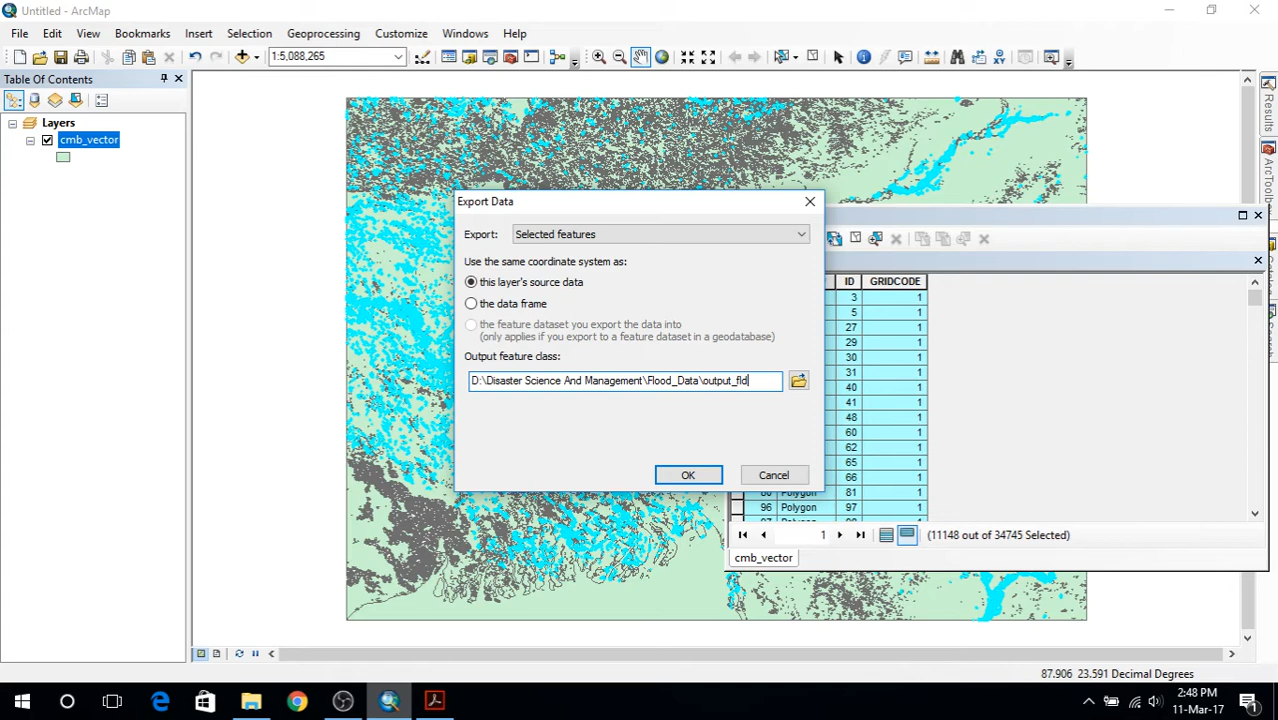 Untitled - ArcMap
File Edit View Bookmarks Insert Selection Geoprocessing Customize Windows Help
1:5,088,265
Table Of Contents
Layers
cmb_vector
Export Data
Export: Selected features
Use the same coordinate system as:
this layer's source data
the data frame
the feature dataset you export the data into
(only applies if you export to a feature dataset in a geodatabase)
Output feature class:
D:\Disaster Science And Management\Flood_Data\output_fld
OK Cancel
ID GRIDCODE
3 1
5 1
27 1
29 1
30 1
31 1
40 1
41 1
48 1
60 1
62 1
65 1
66 1
80 Polygon 81 1
96 Polygon 97 1
1 (11148 out of 34745 Selected)
cmb_vector
Results
ArcToolbox
87.906 23.591 Decimal Degrees
2:48 PM
11-Mar-17
1